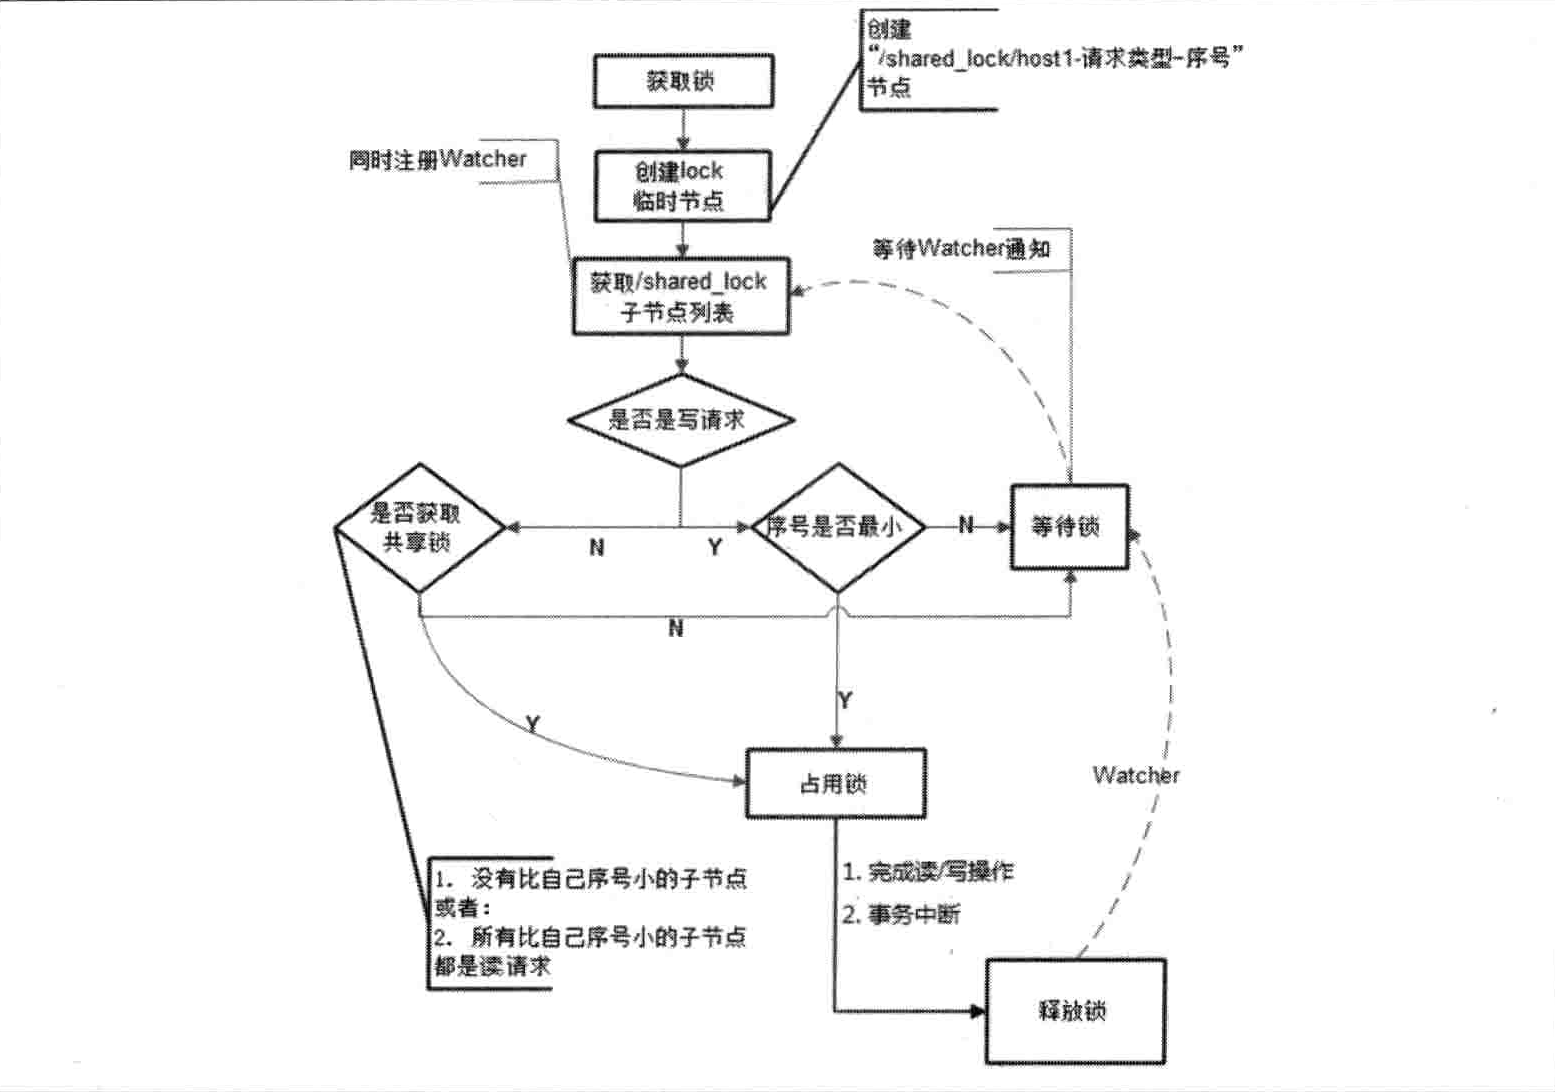 创建
“/shared_lock/host1-请求类型-序号”
节点
获取锁
同时注册Watcher
创建lock
临时节点
等待Watcher通知
获取/shared_lock
子节点列表
是否是写请求
是否获取
共享锁
N
Y
序号是否最小
N
等待锁
N
Y
Y
占用锁
Watcher
1. 没有比自己序号小的子节点
或者：
2. 所有比自己序号小的子节点
都是读请求
1. 完成读/写操作
2. 事务中断
释放锁